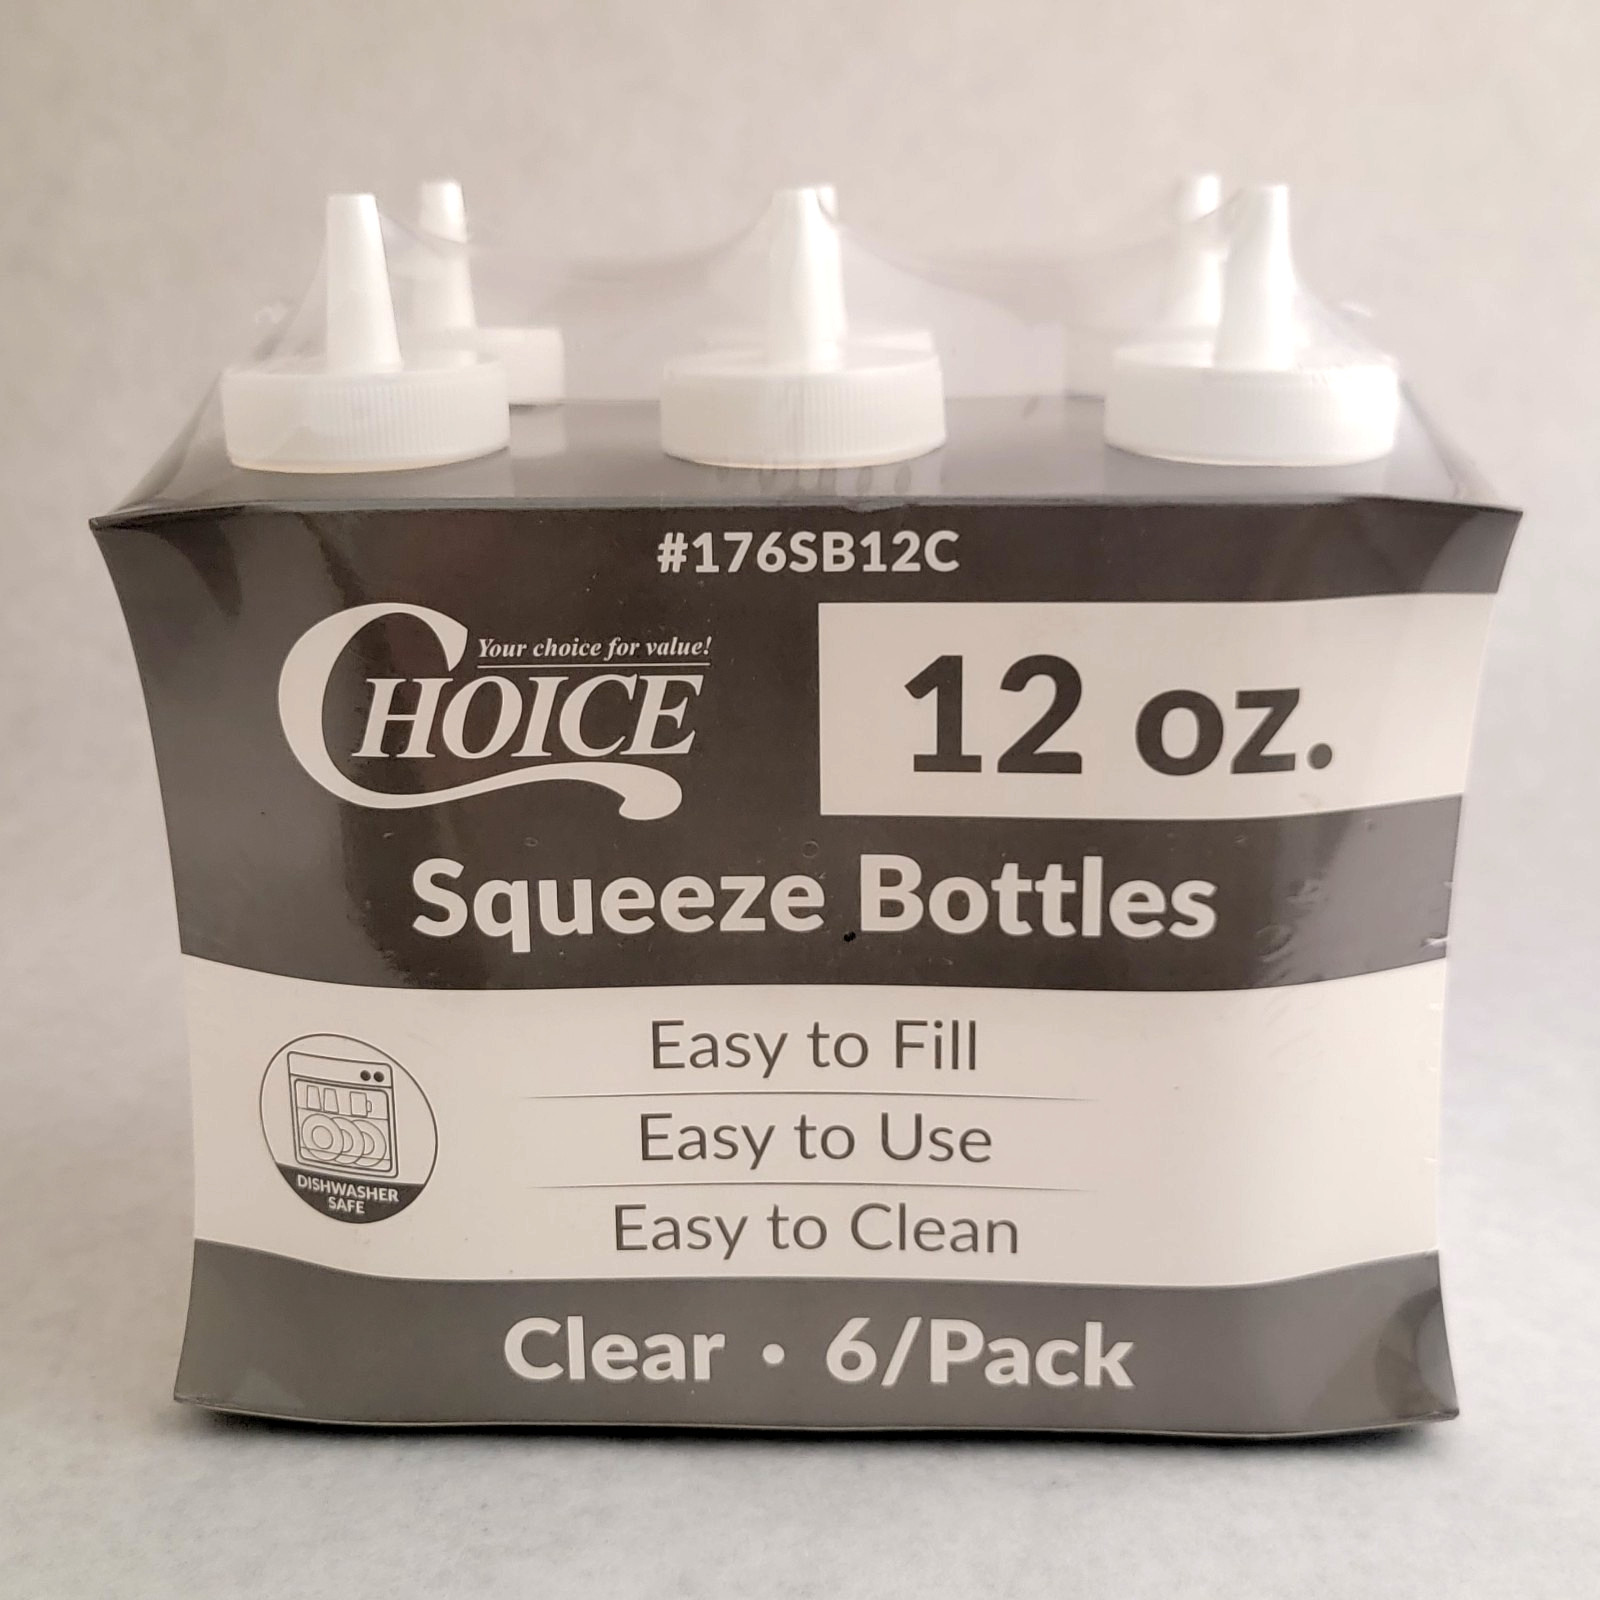 #176SB12C
Your choice for value!
CHOICE
12 oz.
Squeeze Bottles
Easy to Fill
Easy to Use
Easy to Clean
DISHWASHER
SAFE
Clear • 6/Pack